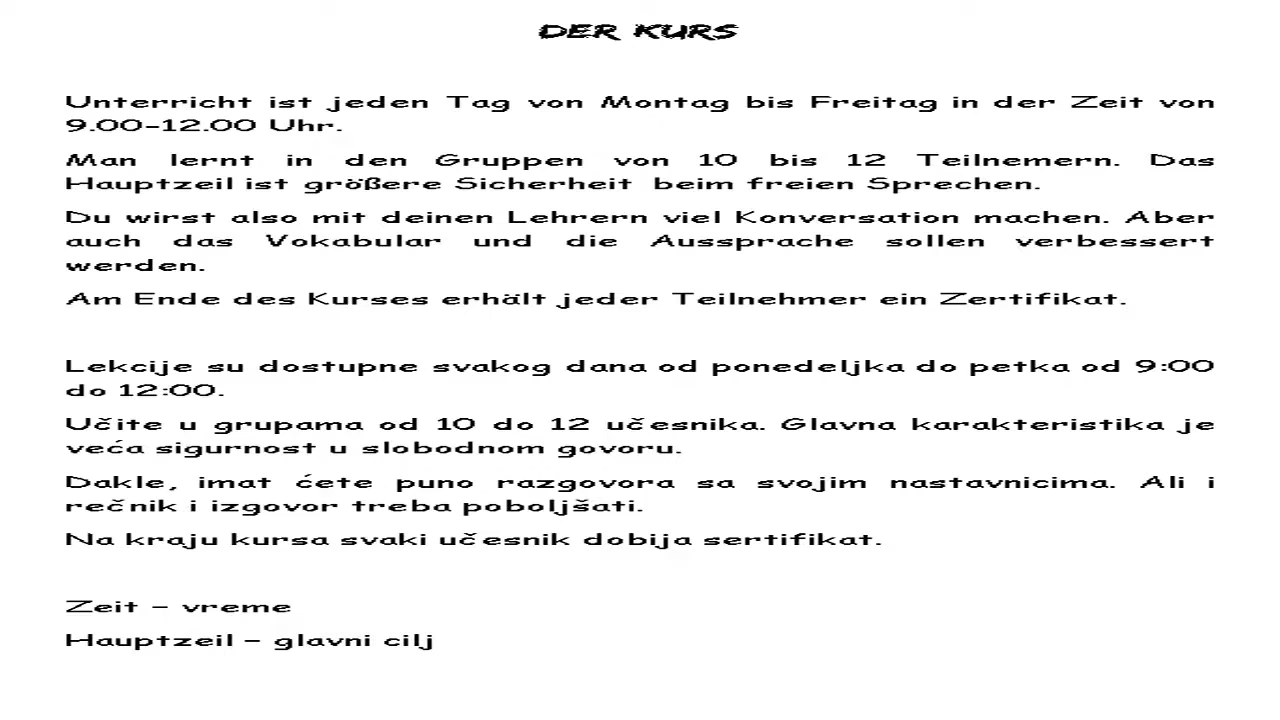 DER KURS
Unterricht ist jeden Tag von Montag bis Freitag in der Zeit von
9.00-12.00 Uhr.
Man lernt in den Gruppen von 10 bis 12 Teilnemern. Das
Hauptzeil ist größere Sicherheit beim freien Sprechen.
Du wirst also mit deinen Lehrern viel Konversation machen. Aber
auch das Vokabular und die Aussprache sollen verbessert
werden.
Am Ende des Kurses erhält jeder Teilnehmer ein Zertifikat.
Lekcije su dostupne svakog dana od ponedeljka do petka od 9:00
do 12:00.
Učite u grupama od 10 do 12 učesnika. Glavna karakteristika je
veća sigurnost u slobodnom govoru.
Dakle, imat ćete puno razgovora sa svojim nastavnicima. Ali i
rečnik i izgovor treba poboljšati.
Na kraju kursa svaki učesnik dobija sertifikat.
Zeit – vreme
Hauptzeil – glavni cilj